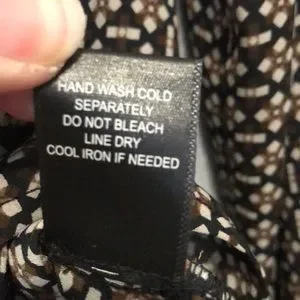 HAND WASH COLD
SEPARATELY
DO NOT BLEACH
LINE DRY
COOL IRON IF NEEDED